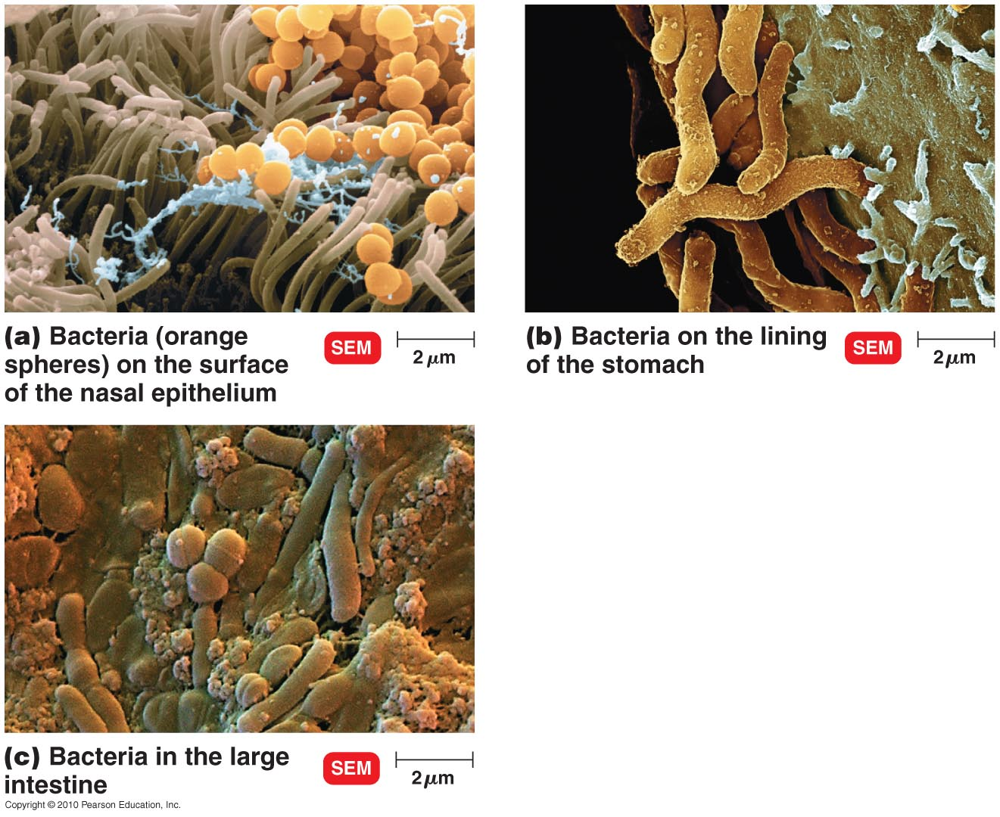 (a) Bacteria (orange
spheres) on the surface
of the nasal epithelium
SEM
2 μm
(b) Bacteria on the lining
of the stomach
SEM
2 μm
(c) Bacteria in the large
intestine
SEM
2 μm
Copyright © 2010 Pearson Education, Inc.